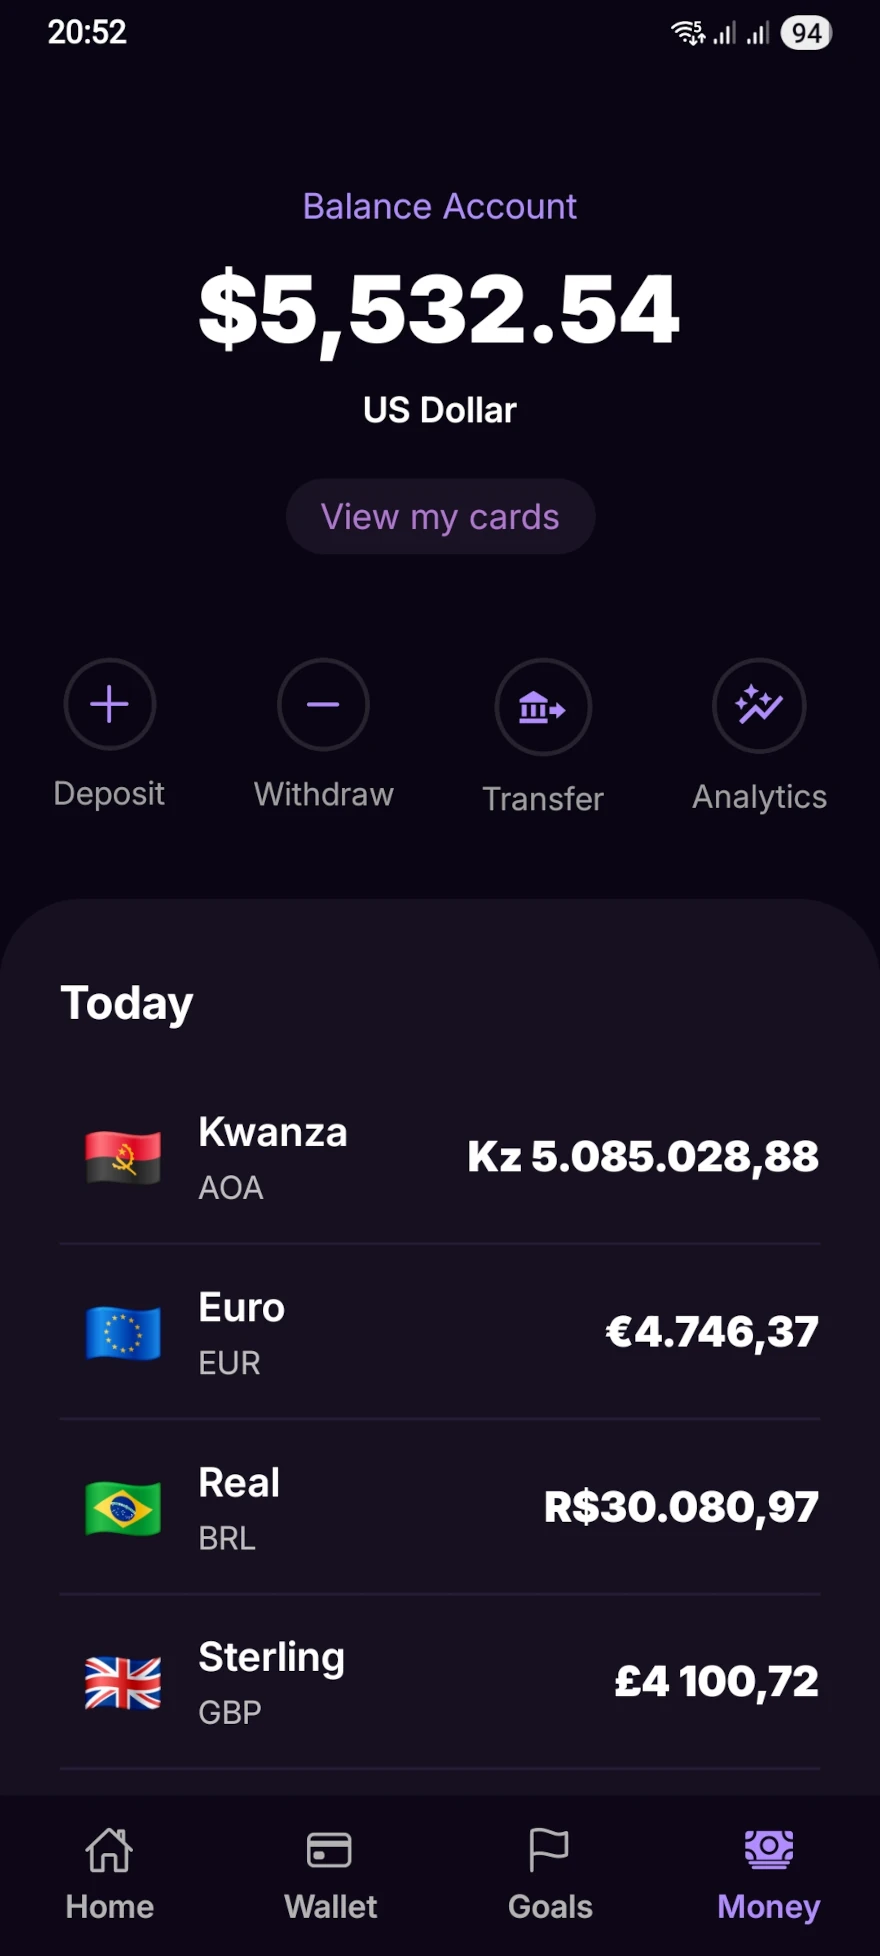 20:52
5
94
Balance Account
$5,532.54
US Dollar
View my cards
Deposit
Withdraw
Transfer
Analytics
Today
Kwanza
AOA
Kz 5.085.028,88
Euro
EUR
€4.746,37
Real
BRL
R$30.080,97
Sterling
GBP
£4 100,72
Home
Wallet
Goals
Money